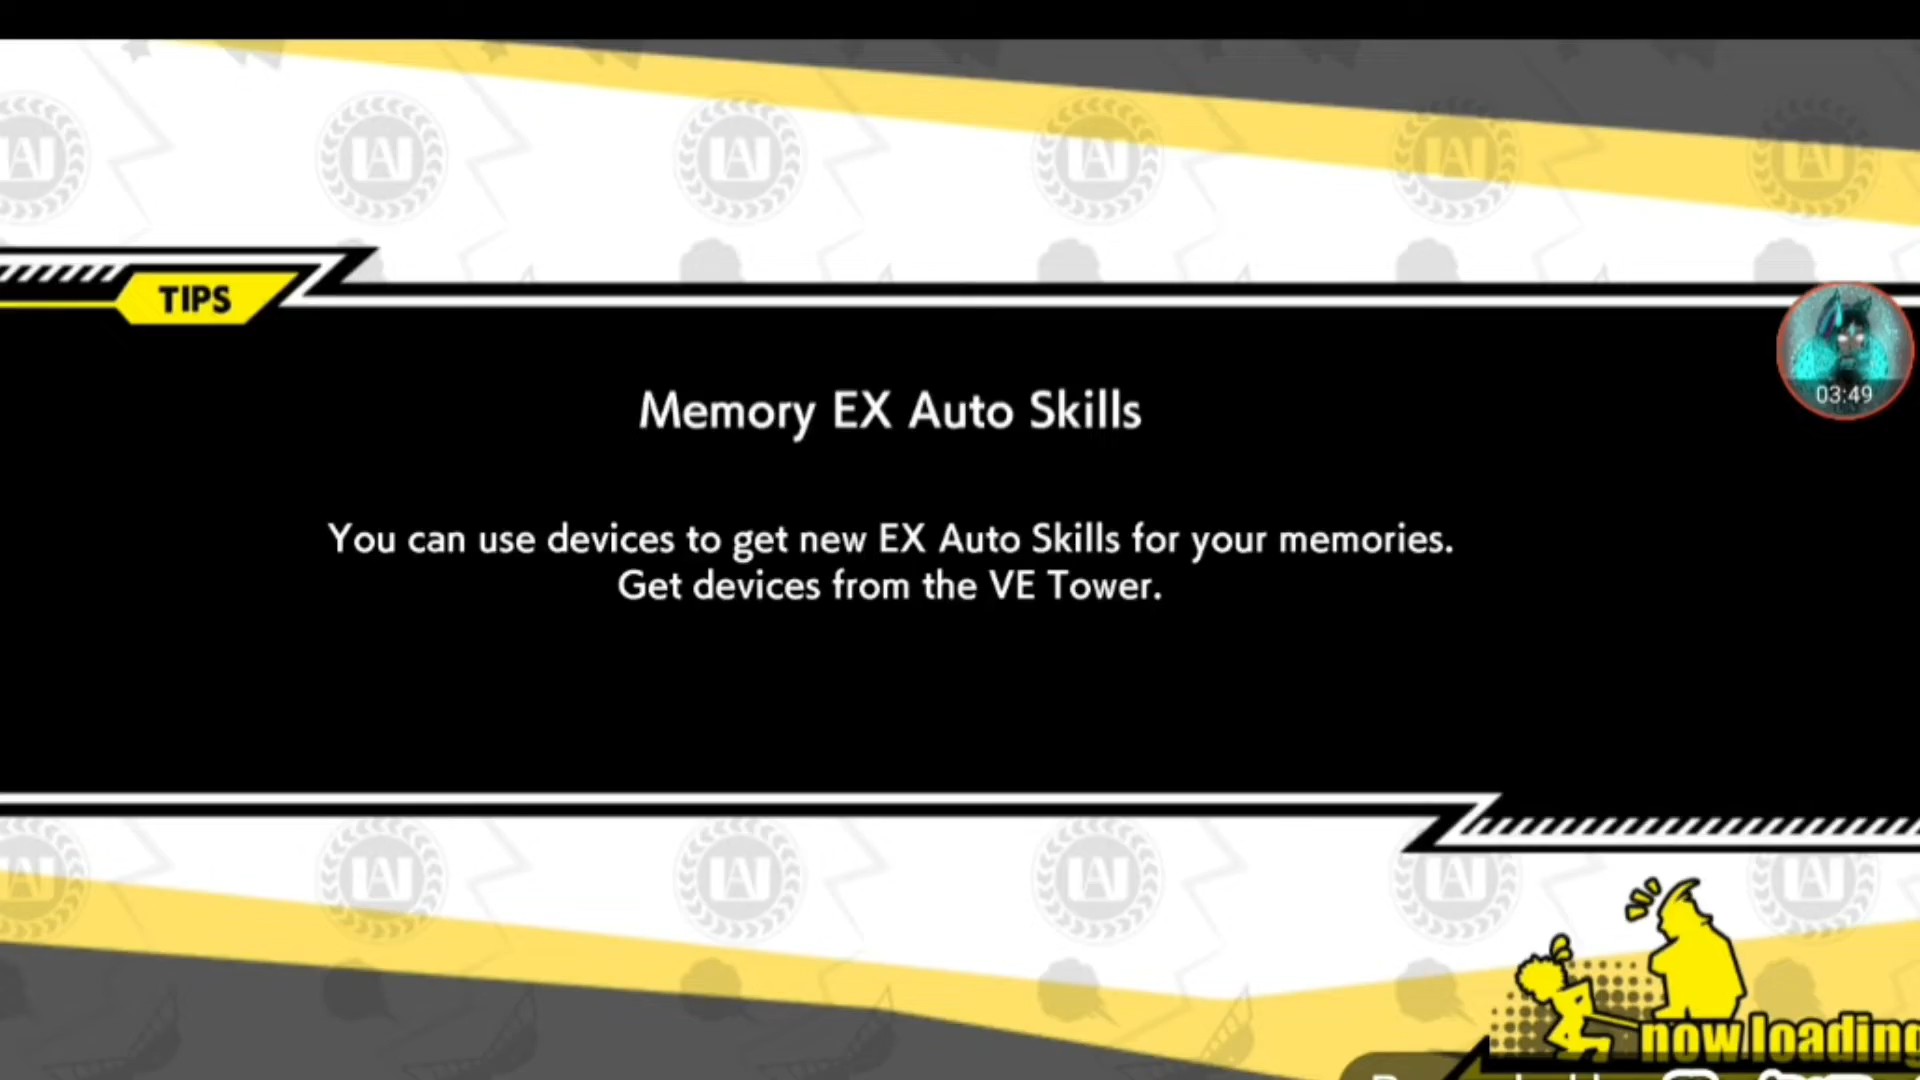 TIPS
Memory EX Auto Skills
03:49
You can use devices to get new EX Auto Skills for your memories.
Get devices from the VE Tower.
now loading